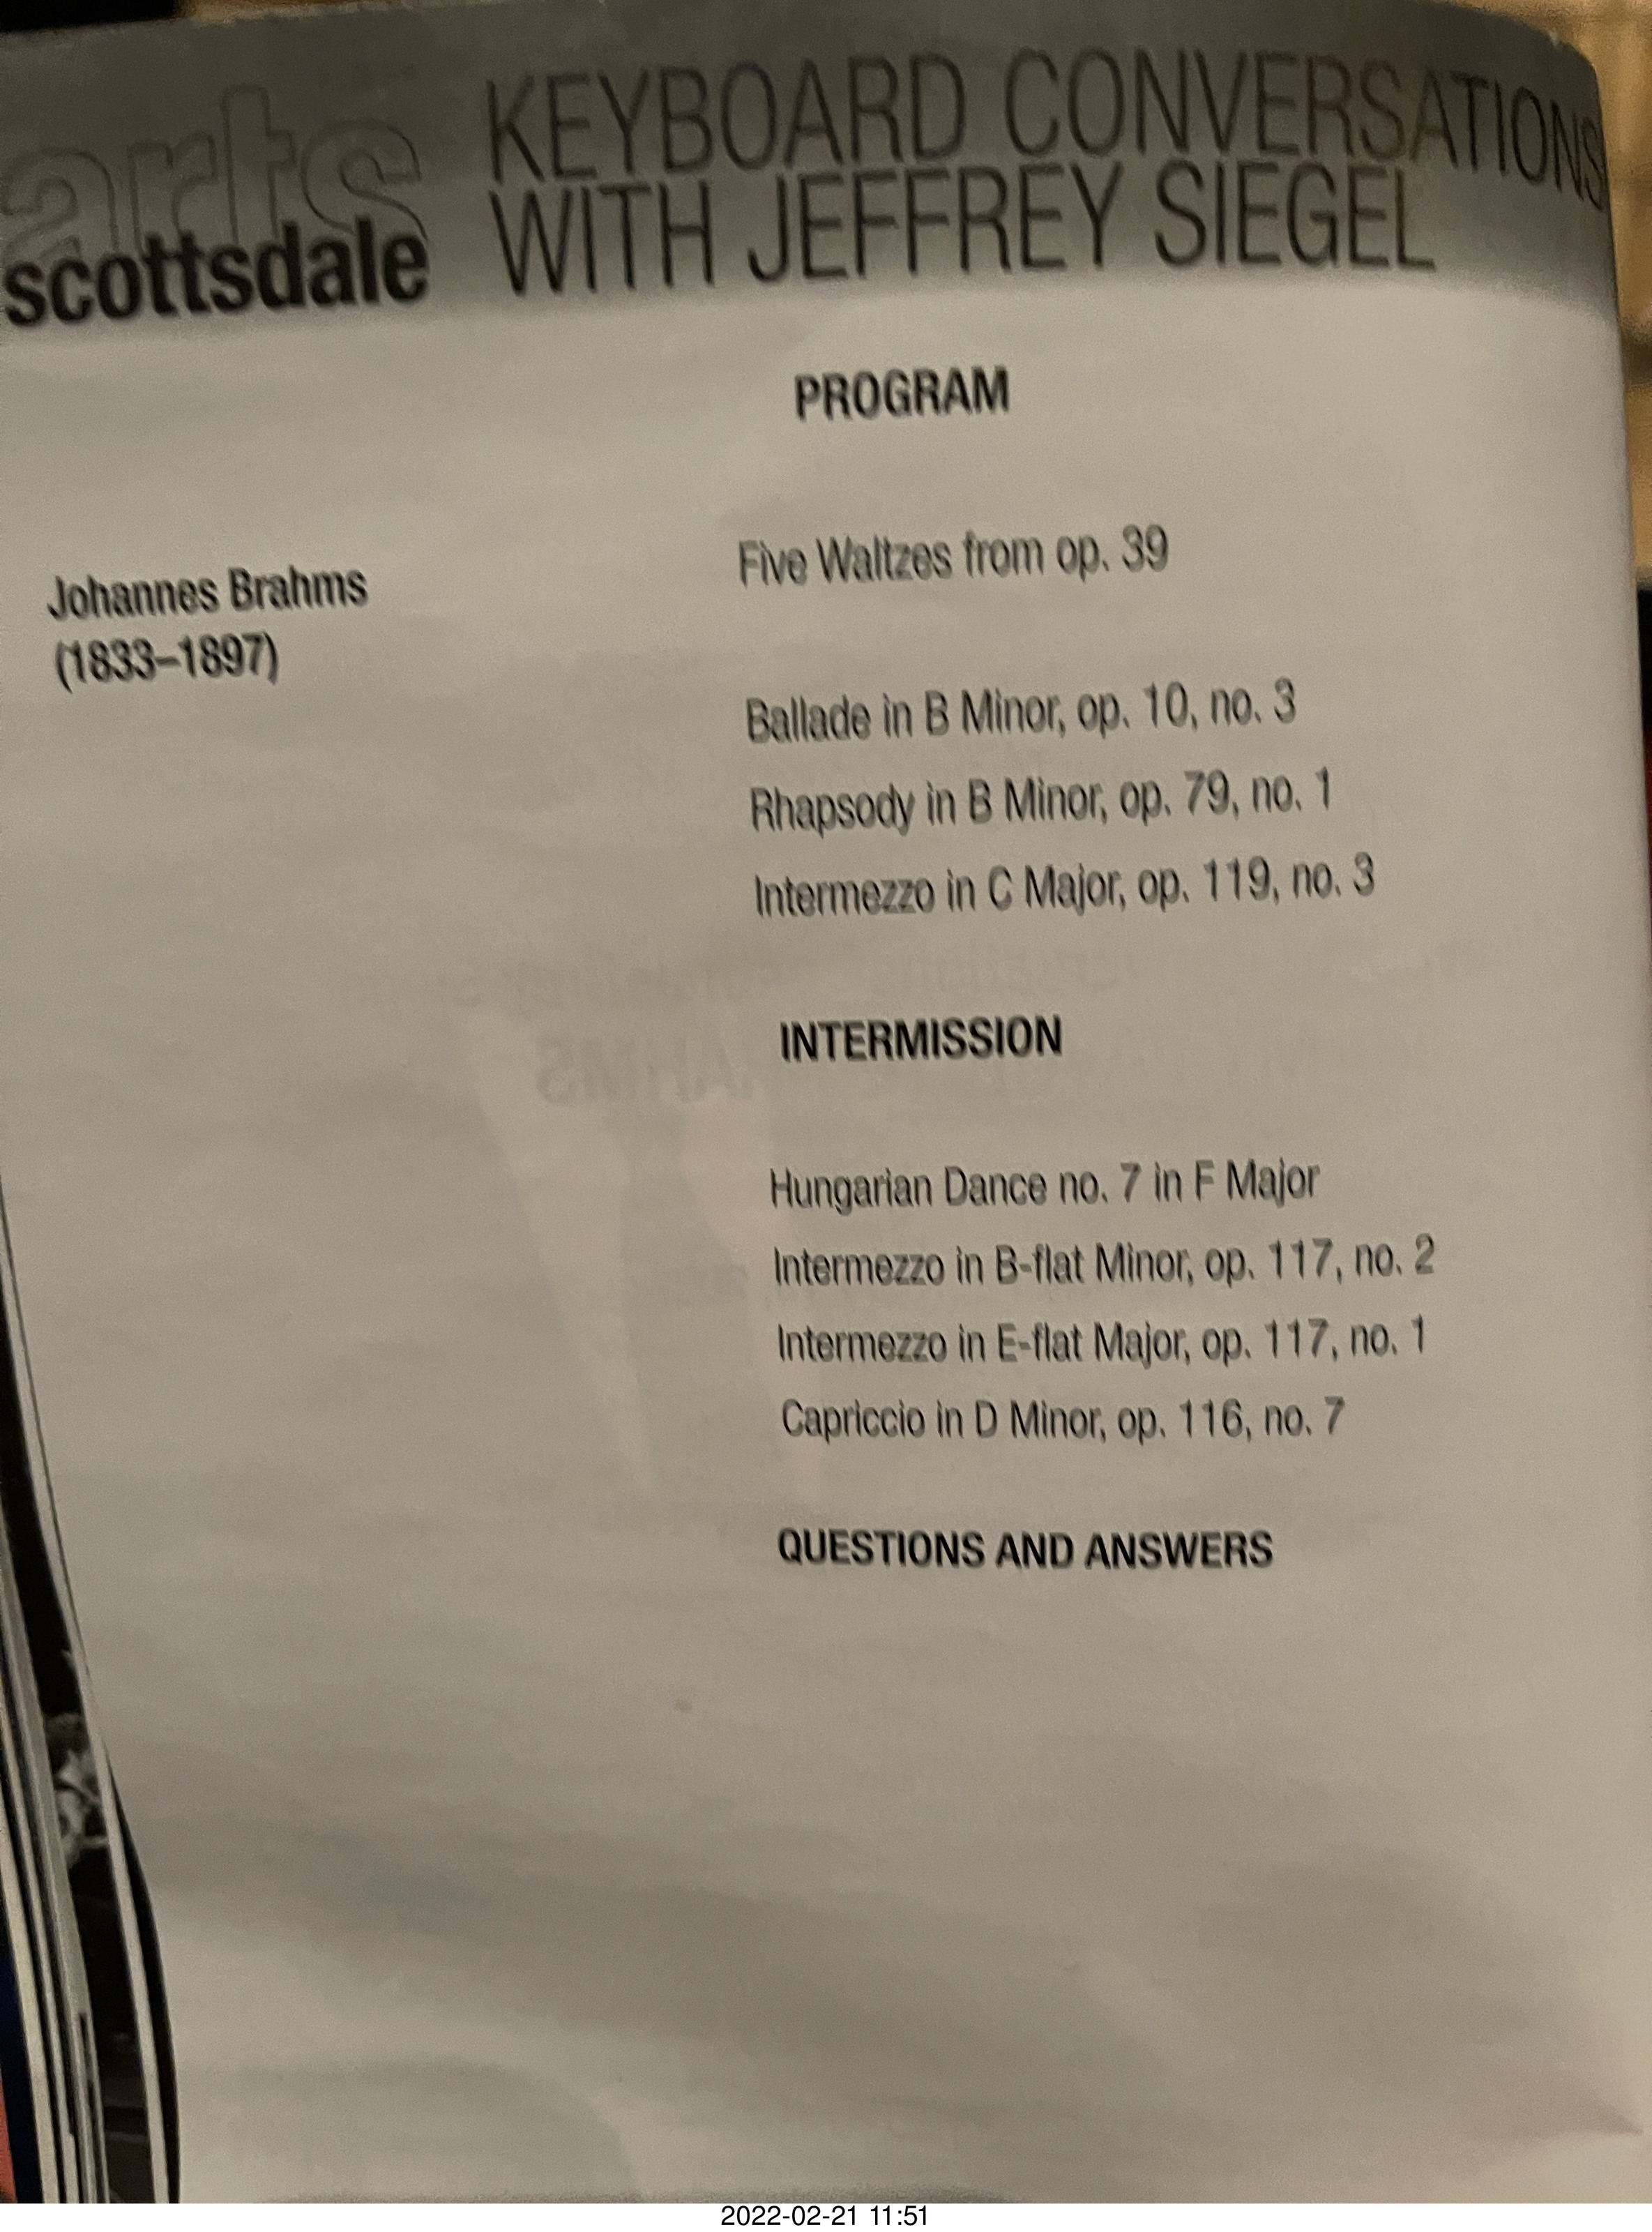 arts
scottsdale
KEYBOARD CONVERSATIONS
WITH JEFFREY SIEGEL
PROGRAM
Johannes Brahms
(1833–1897)
Five Waltzes from op. 39
Ballade in B Minor, op. 10, no. 3
Rhapsody in B Minor, op. 79, no. 1
Intermezzo in C Major, op. 119, no. 3
INTERMISSION
Hungarian Dance no. 7 in F Major
Intermezzo in B-flat Minor, op. 117, no. 2
Intermezzo in E-flat Major, op. 117, no. 1
Capriccio in D Minor, op. 116, no. 7
QUESTIONS AND ANSWERS
2022-02-21 11:51